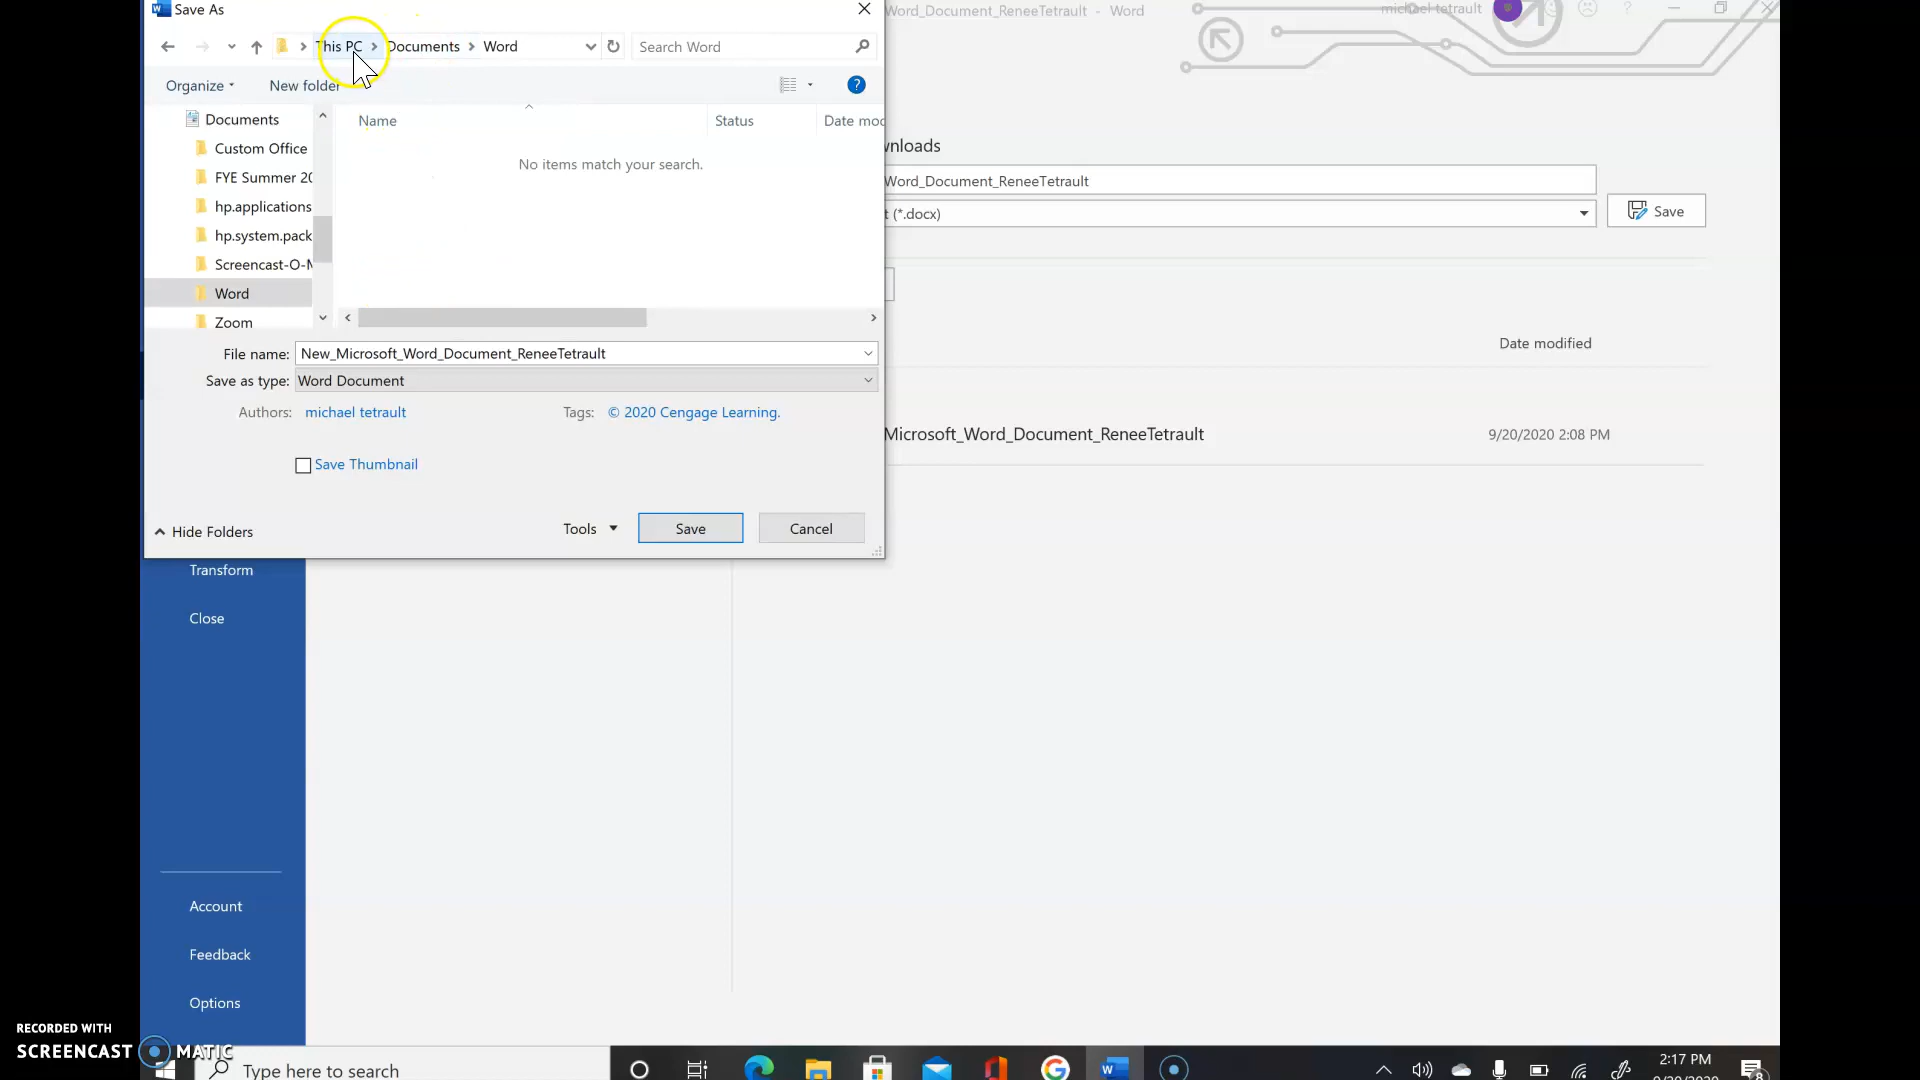 Save As
Word_Document_ReneeTetrault - Word
michael tetrault
This PC
Documents
Word
Search Word
Organize
New folder
Documents
Custom Office
FYE Summer 20
hp.applications
hp.system.pack
Screencast-O-M
Word
Zoom
Name
Status
Date mod
No items match your search.
File name:
New_Microsoft_Word_Document_ReneeTetrault
Save as type:
Word Document
Authors:
michael tetrault
Tags:
© 2020 Cengage Learning.
Save Thumbnail
Hide Folders
Tools
Save
Cancel
wnloads
Word_Document_ReneeTetrault
t (*.docx)
Save
Date modified
Microsoft_Word_Document_ReneeTetrault
9/20/2020 2:08 PM
Transform
Close
Account
Feedback
Options
RECORDED WITH
SCREENCAST MATIC
Type here to search
2:17 PM